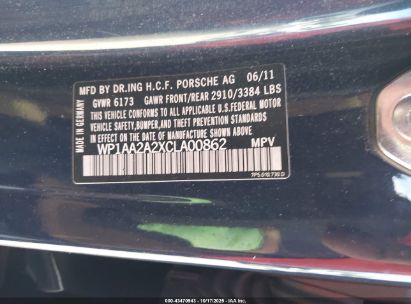 MFD BY DR.ING H.C.F. PORSCHE AG 06/11
GVWR 6173 GAWR FRONT/REAR 2910/3384 LBS
THIS VEHICLE CONFORMS TO ALL APPLICABLE U.S. FEDERAL MOTOR
VEHICLE SAFETY, BUMPER, AND THEFT PREVENTION STANDARDS
IN EFFECT ON THE DATE OF MANUFACTURE SHOWN ABOVE.
WP1AA2A2XCLA00862 MPV
MADE IN GERMANY